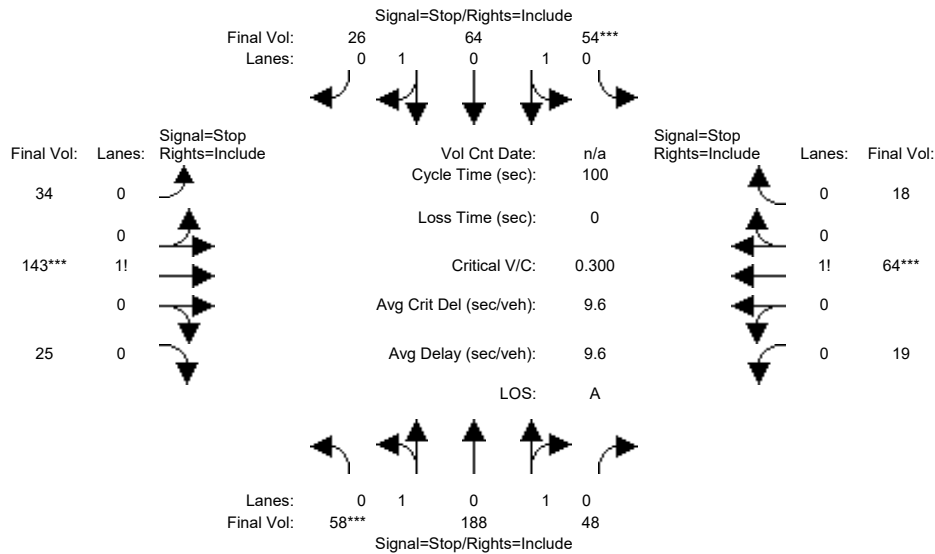 Signal=Stop/Rights=Include
Final Vol: 26 64 54***
Lanes: 0 1 0 1 0
Signal=Stop Signal=Stop
Final Vol: Lanes: Rights=Include Vol Cnt Date: n/a Rights=Include Lanes: Final Vol:
Cycle Time (sec): 100
34 0 0 18
Loss Time (sec): 0
0 0
143*** 1! Critical V/C: 0.300 1! 64***
0 Avg Crit Del (sec/veh): 9.6 0
25 0 Avg Delay (sec/veh): 9.6 0 19
LOS: A
Lanes: 0 1 0 1 0
Final Vol: 58*** 188 48
Signal=Stop/Rights=Include